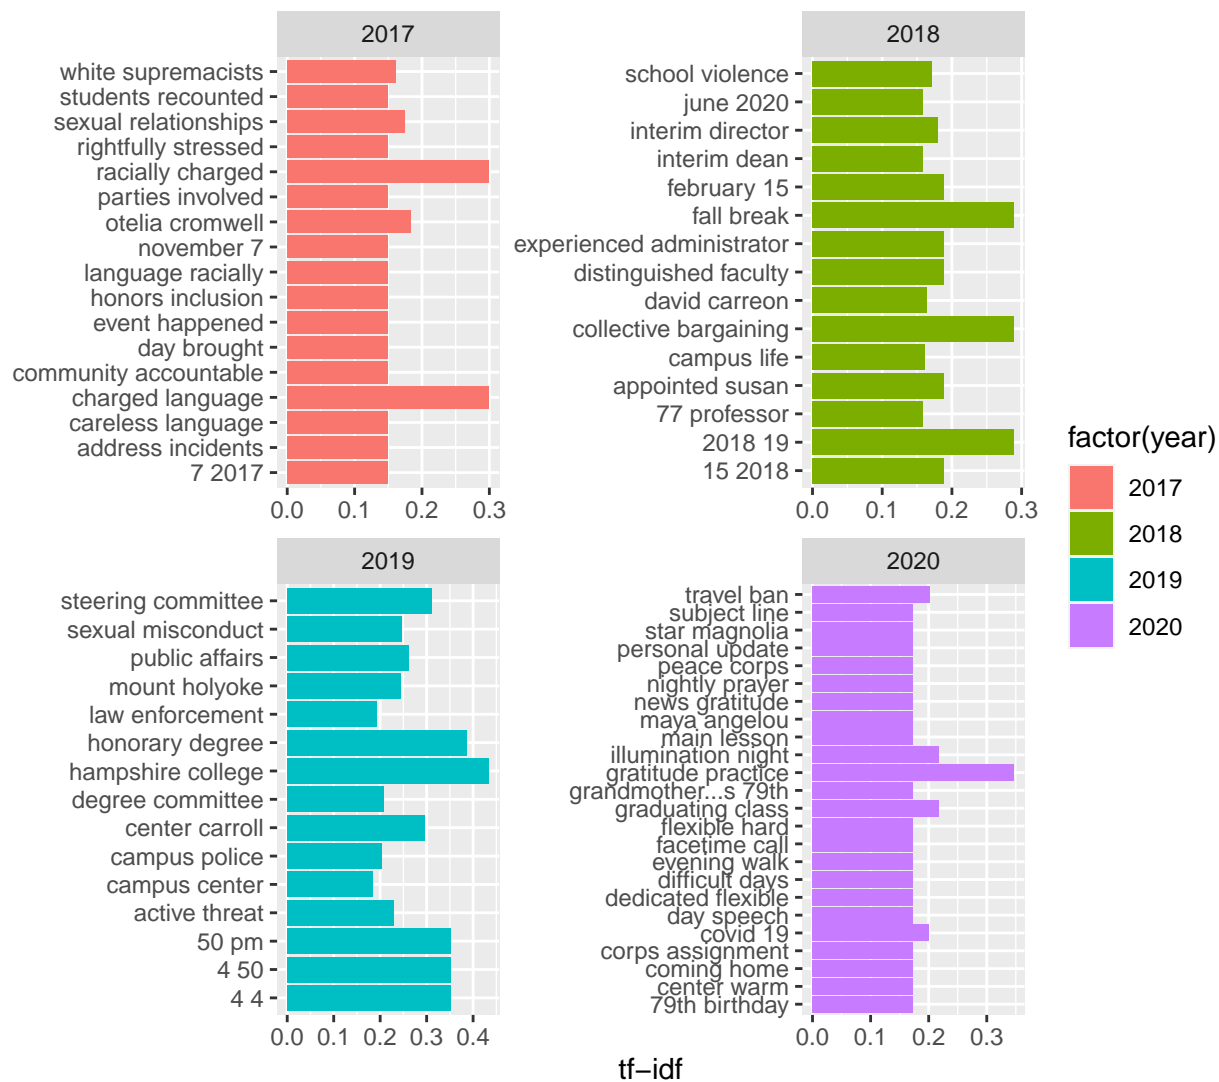 2017
white supremacists
students recounted
sexual relationships
rightfully stressed
racially charged
parties involved
otelia cromwell
november 7
language racially
honors inclusion
event happened
day brought
community accountable
charged language
careless language
address incidents
7 2017
0.0 0.1 0.2 0.3
2018
school violence
june 2020
interim director
interim dean
february 15
fall break
experienced administrator
distinguished faculty
david carreon
collective bargaining
campus life
appointed susan
77 professor
2018 19
15 2018
0.0 0.1 0.2 0.3
2019
steering committee
sexual misconduct
public affairs
mount holyoke
law enforcement
honorary degree
hampshire college
degree committee
center carroll
campus police
campus center
active threat
50 pm
4 50
4 4
0.0 0.1 0.2 0.3 0.4
2020
travel ban
subject line
star magnolia
personal update
peace corps
nightly prayer
news gratitude
maya angelou
main lesson
illumination night
gratitude practice
grandmother...s 79th
graduating class
flexible hard
facetime call
evening walk
difficult days
dedicated flexible
day speech
covid 19
corps assignment
coming home
center warm
79th birthday
0.0 0.1 0.2 0.3
tf−idf
factor(year)
2017
2018
2019
2020